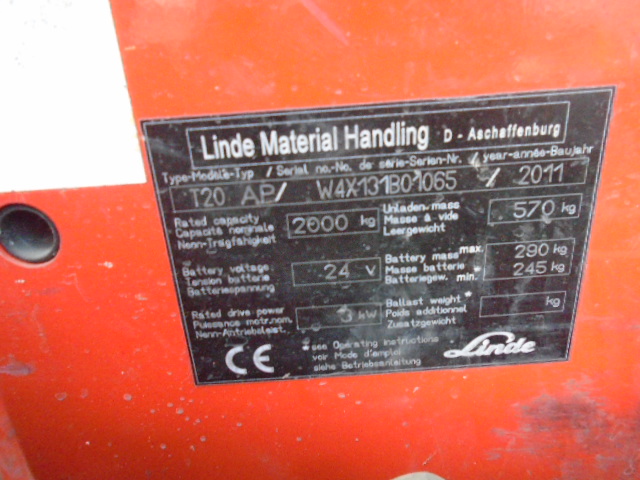 Linde Material Handling D - Aschaffenburg
Type-Modèle-Typ / Serial no.-No. de série-Serien-Nr. / year-année-Baujahr
T20 AP / W4X131B01065 / 2011
Rated capacity
Capacité nominale
Nenn-Tragfähigkeit
2000 kg
Unladen mass
Masse à vide
Leergewicht
570 kg
Battery voltage
Tension batterie
Batteriespannung
24 V
Battery mass max.
Masse batterie
Batteriegew. min.
290 kg
245 kg
Rated drive power
Puissance motr.nom.
Nenn-Antriebsleist.
kW
Ballast weight *
Poids additionnel
Zusatzgewicht
kg
CE
* see Operating instructions
voir Mode d'emploi
siehe Betriebsanleitung
Linde